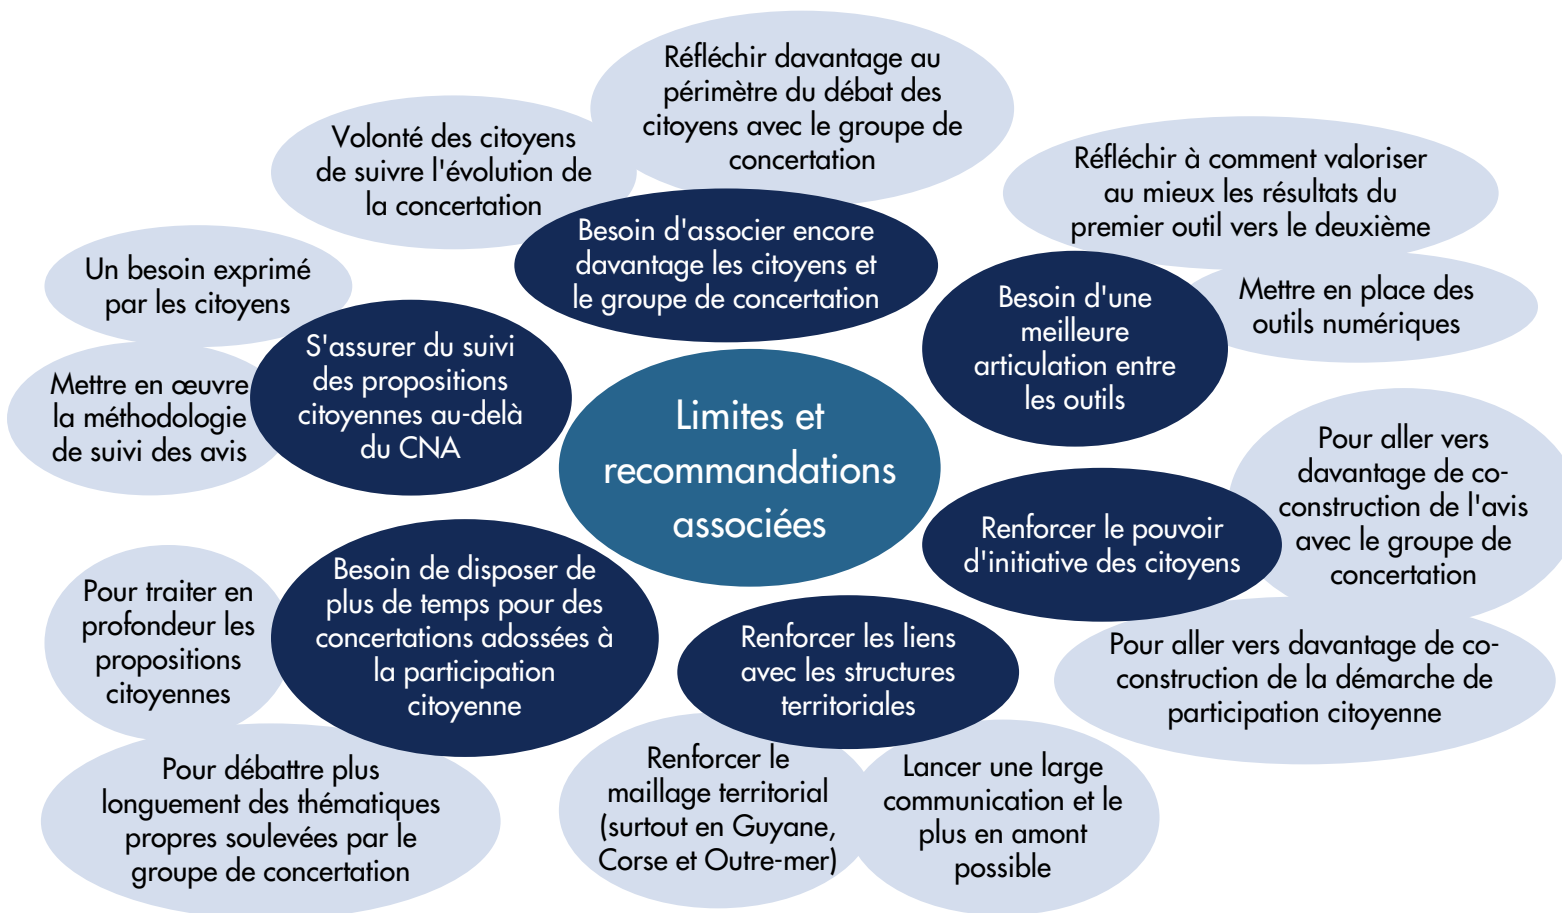 Réfléchir davantage au
périmètre du débat des
citoyens avec le groupe de
concertation
Volonté des citoyens
de suivre l'évolution de
la concertation
Besoin d'associer encore
davantage les citoyens et
le groupe de concertation
Réfléchir à comment valoriser
au mieux les résultats du
premier outil vers le deuxième
Mettre en place des
outils numériques
Besoin d'une
meilleure
articulation entre
les outils
Un besoin exprimé
par les citoyens
Mettre en œuvre
la méthodologie
de suivi des avis
S'assurer du suivi
des propositions
citoyennes au-delà
du CNA
Limites et
recommandations
associées
Pour aller vers
davantage de co-
construction de l'avis
avec le groupe de
concertation
Renforcer le pouvoir
d'initiative des citoyens
Pour aller vers davantage de co-
construction de la démarche de
participation citoyenne
Besoin de disposer de
plus de temps pour des
concertations adossées à
la participation
citoyenne
Pour traiter en
profondeur les
propositions
citoyennes
Pour débattre plus
longuement des thématiques
propres soulevées par le
groupe de concertation
Renforcer les liens
avec les structures
territoriales
Renforcer le
maillage territorial
(surtout en Guyane,
Corse et Outre-mer)
Lancer une large
communication et le
plus en amont
possible